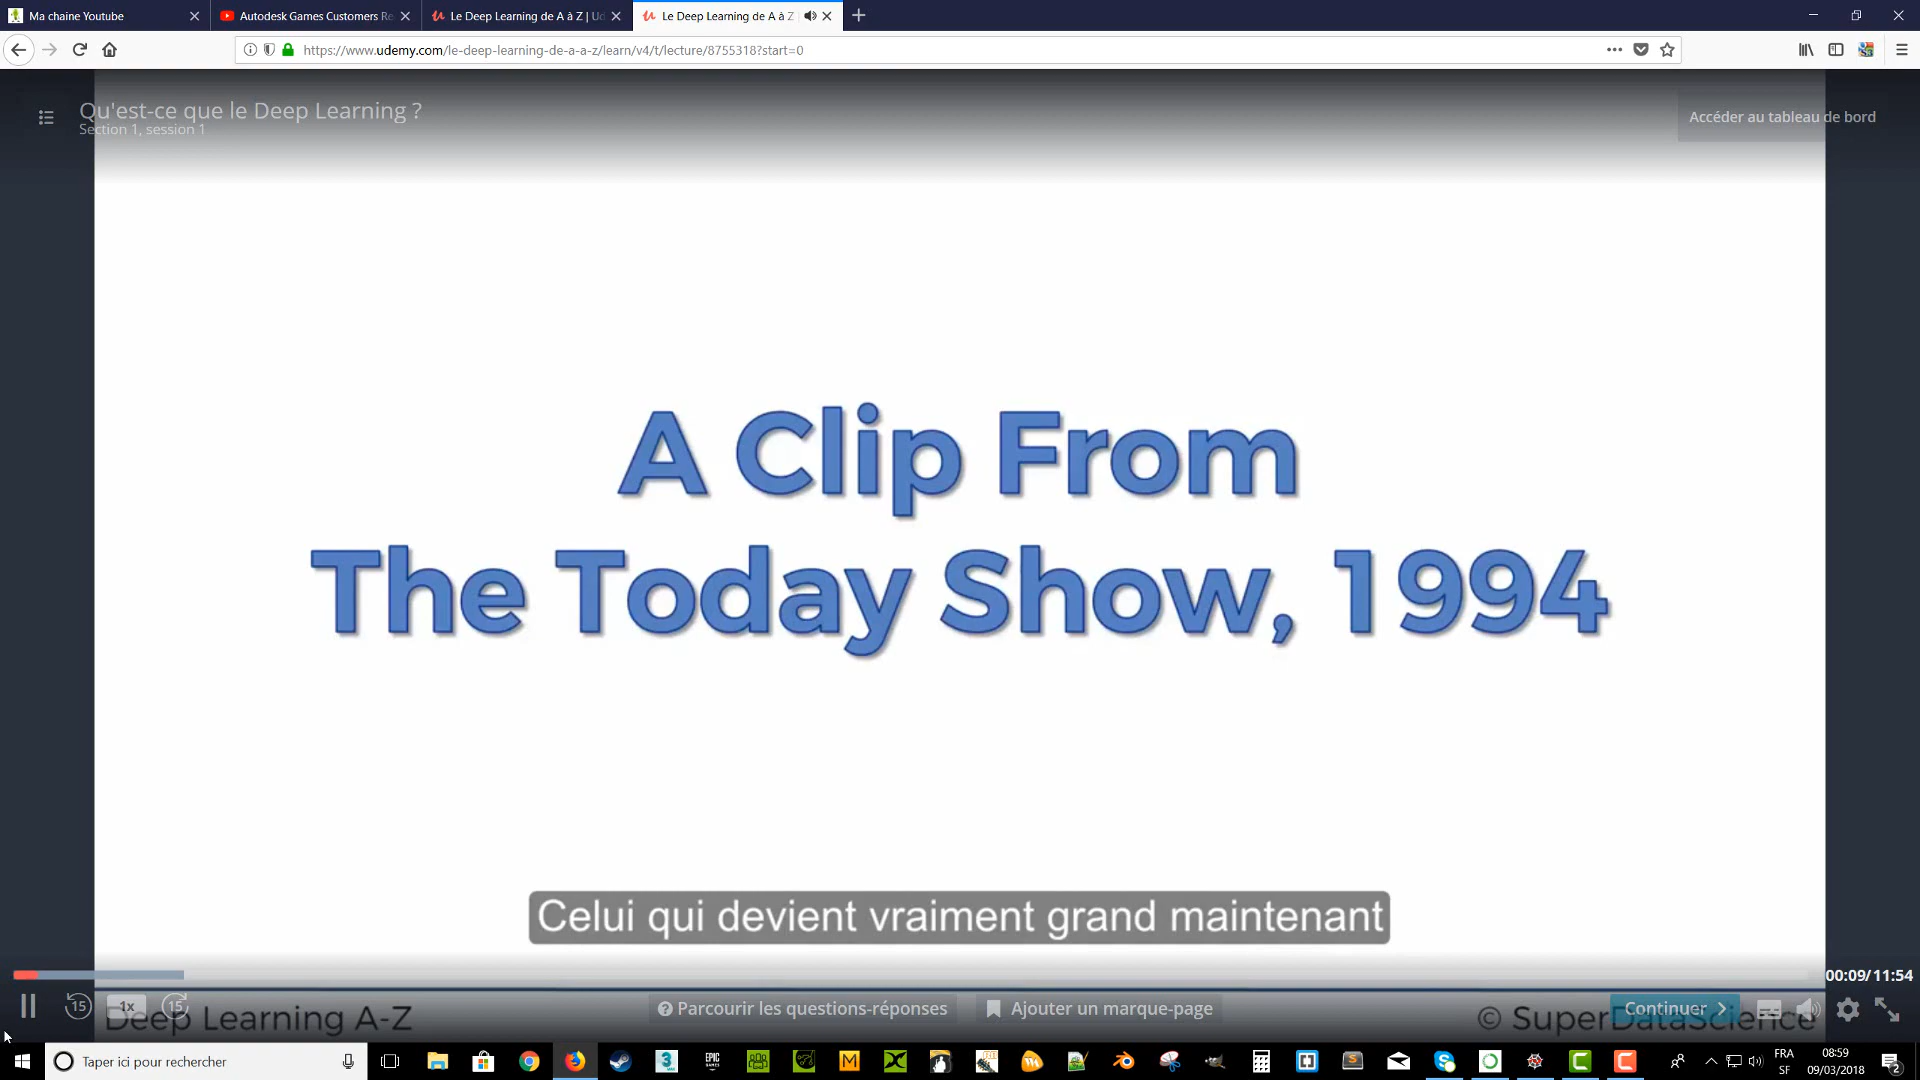 Ma chaine Youtube
Autodesk Games Customers Re
Le Deep Learning de A à Z | Ud
Le Deep Learning de A à Z
https://www.udemy.com/le-deep-learning-de-a-a-z/learn/v4/t/lecture/8755318?start=0
Qu'est-ce que le Deep Learning ?
Section 1, session 1
Accéder au tableau de bord
A Clip From
The Today Show, 1994
Celui qui devient vraiment grand maintenant
00:09/11:54
15
1x
15
Parcourir les questions-réponses
Ajouter un marque-page
Continuer
Deep Learning A-Z
© SuperDataScience
Taper ici pour rechercher
3
EPIC GAMES
M
FRA
SF
08:59
09/03/2018
2